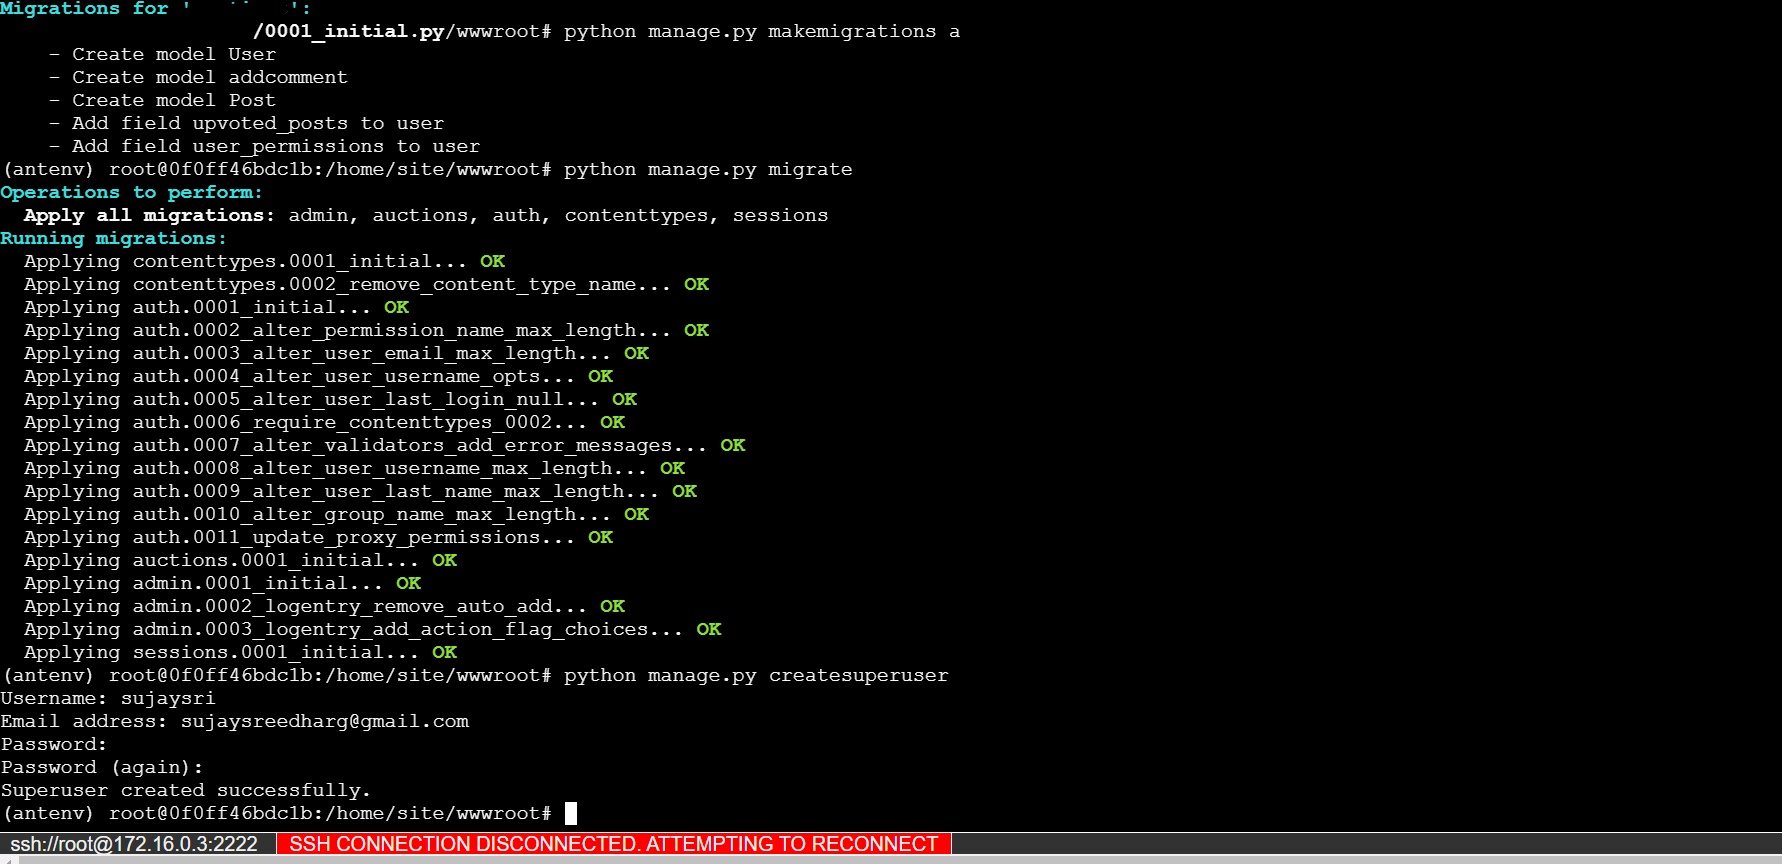 Migrations for '        ':
/0001_initial.py/wwwroot# python manage.py makemigrations a
    - Create model User
    - Create model addcomment
    - Create model Post
    - Add field upvoted_posts to user
    - Add field user_permissions to user
(antenv) root@0f0ff46bdc1b:/home/site/wwwroot# python manage.py migrate
Operations to perform:
  Apply all migrations: admin, auctions, auth, contenttypes, sessions
Running migrations:
  Applying contenttypes.0001_initial... OK
  Applying contenttypes.0002_remove_content_type_name... OK
  Applying auth.0001_initial... OK
  Applying auth.0002_alter_permission_name_max_length... OK
  Applying auth.0003_alter_user_email_max_length... OK
  Applying auth.0004_alter_user_username_opts... OK
  Applying auth.0005_alter_user_last_login_null... OK
  Applying auth.0006_require_contenttypes_0002... OK
  Applying auth.0007_alter_validators_add_error_messages... OK
  Applying auth.0008_alter_user_username_max_length... OK
  Applying auth.0009_alter_user_last_name_max_length... OK
  Applying auth.0010_alter_group_name_max_length... OK
  Applying auth.0011_update_proxy_permissions... OK
  Applying auctions.0001_initial... OK
  Applying admin.0001_initial... OK
  Applying admin.0002_logentry_remove_auto_add... OK
  Applying admin.0003_logentry_add_action_flag_choices... OK
  Applying sessions.0001_initial... OK
(antenv) root@0f0ff46bdc1b:/home/site/wwwroot# python manage.py createsuperuser
Username: sujaysri
Email address: sujaysreedharg@gmail.com
Password:
Password (again):
Superuser created successfully.
(antenv) root@0f0ff46bdc1b:/home/site/wwwroot#
ssh://root@172.16.0.3:2222 SSH CONNECTION DISCONNECTED. ATTEMPTING TO RECONNECT